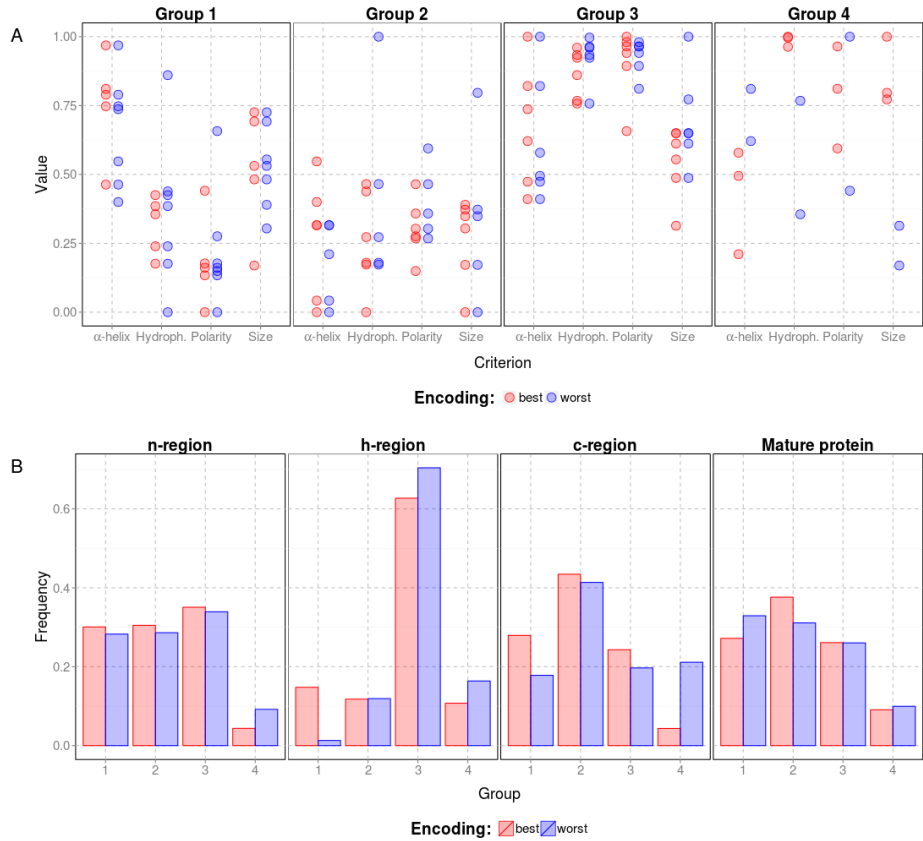 A
Group 1 Group 2 Group 3 Group 4
Value
1.00
0.75
0.50
0.25
0.00
α-helix Hydroph. Polarity Size α-helix Hydroph. Polarity Size α-helix Hydroph. Polarity Size α-helix Hydroph. Polarity Size
Criterion
Encoding: best worst
B
n-region h-region c-region Mature protein
Frequency
0.6
0.4
0.2
0.0
1 2 3 4 1 2 3 4 1 2 3 4 1 2 3 4
Group
Encoding: best worst